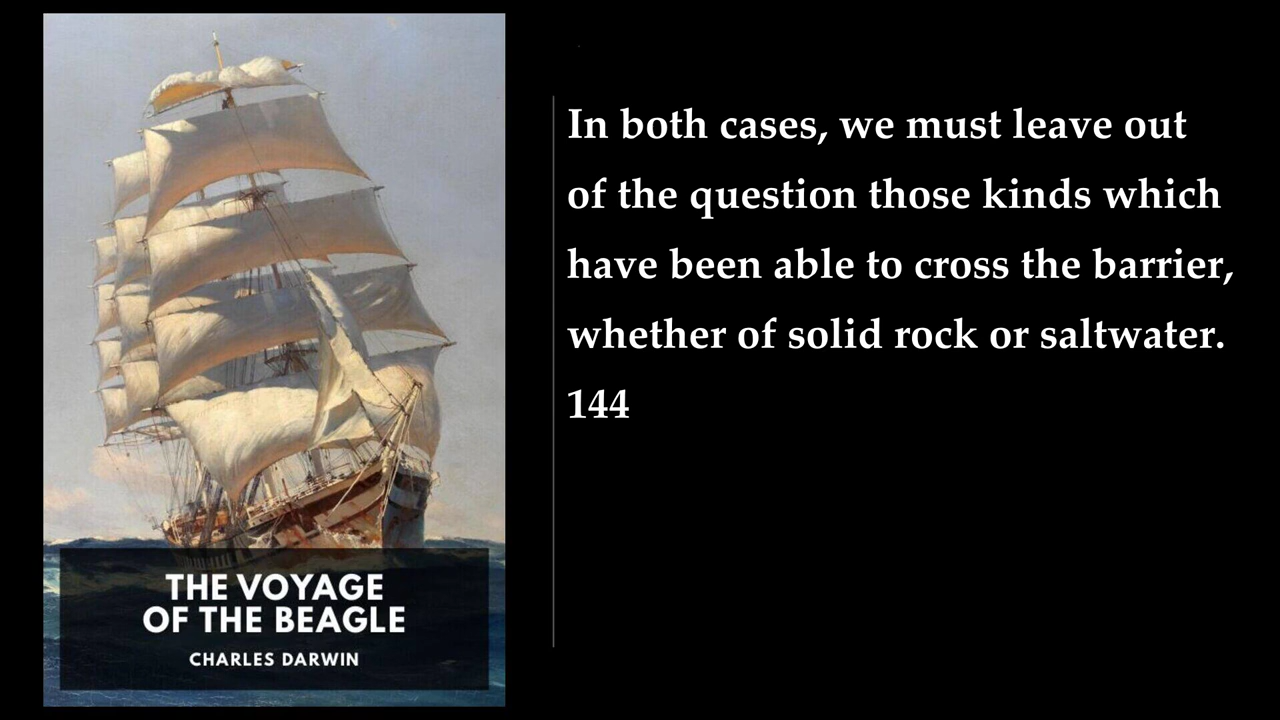 THE VOYAGE
OF THE BEAGLE
CHARLES DARWIN
In both cases, we must leave out
of the question those kinds which
have been able to cross the barrier,
whether of solid rock or saltwater.
144